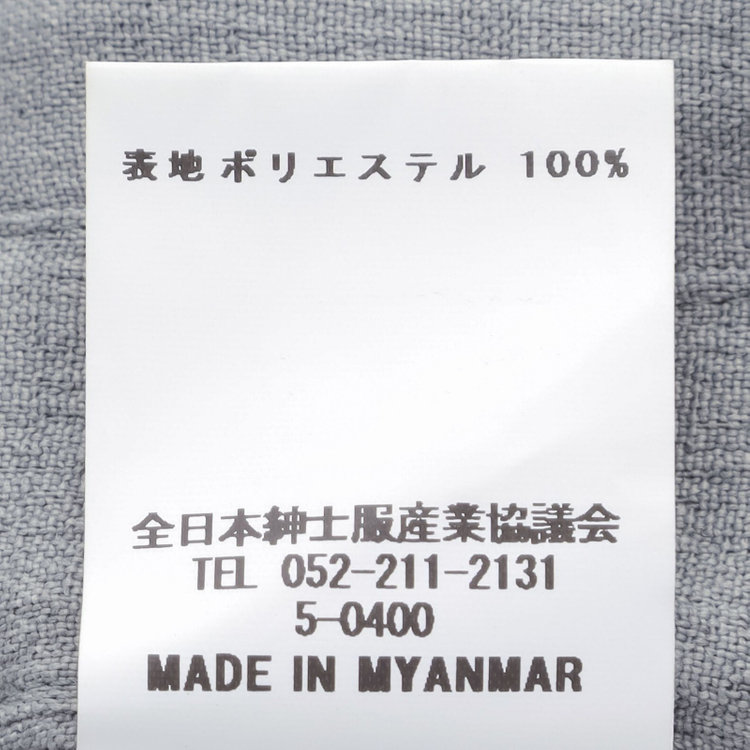 表地 ポリエステル 100%
全日本紳士服産業協議会
TEL 052-211-2131
5-0400
MADE IN MYANMAR